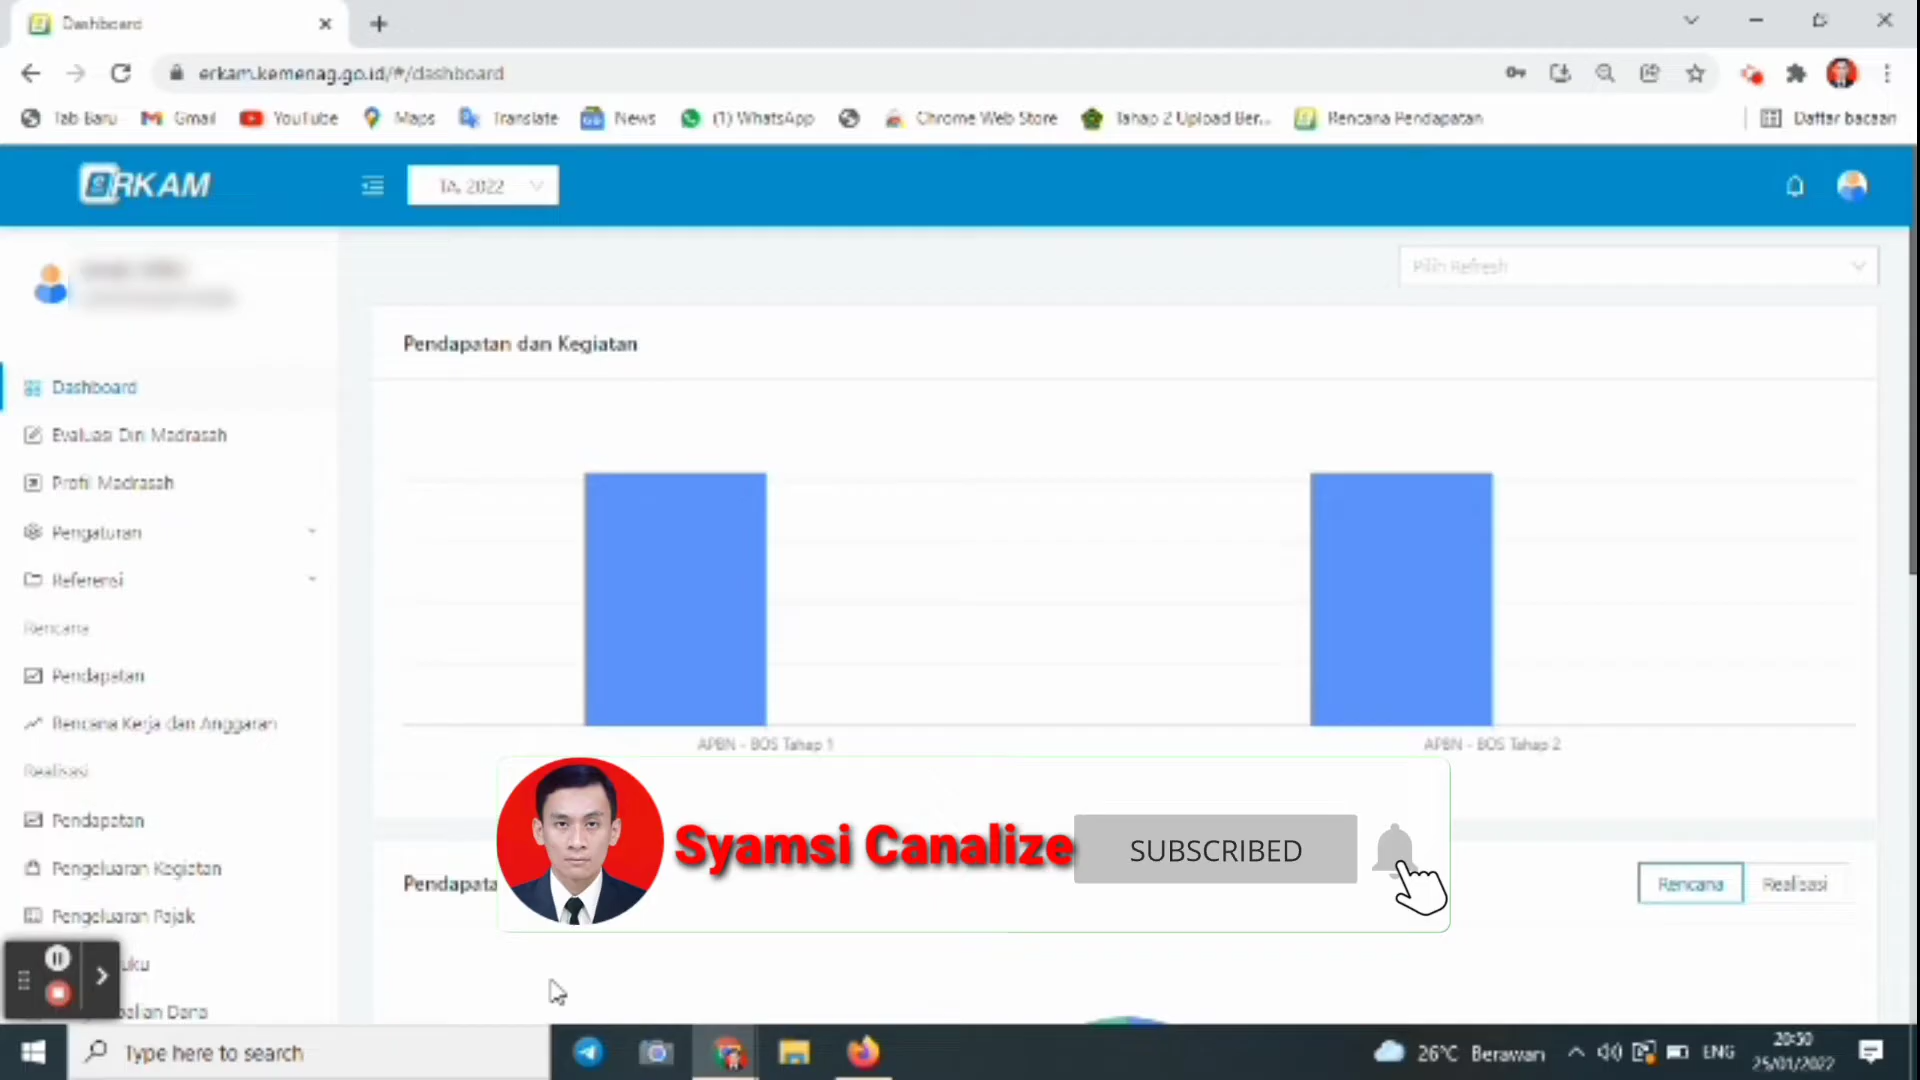 Dashboard
erkam.kemenag.go.id/#/dashboard
Tab Baru
Gmail
YouTube
Maps
Translate
News
(1) WhatsApp
Chrome Web Store
Tahap 2 Upload Ber...
Rencana Pendapatan
Daftar bacaan
ERKAM
TA. 2022
Pilih Refresh
Pendapatan dan Kegiatan
Dashboard
Evaluasi Diri Madrasah
Profil Madrasah
Pengaturan
Referensi
Rencana
Pendapatan
Rencana Kerja dan Anggaran
APBN - BOS Tahap 1
APBN - BOS Tahap 2
Realisasi
Pendapatan
Syamsi Canalize
SUBSCRIBED
Pengeluaran Kegiatan
Pendapata
Rencana
Realisasi
Pengeluaran Pajak
uku
alian Dana
Type here to search
26°C Berawan
ENG
20:50
25/01/2022